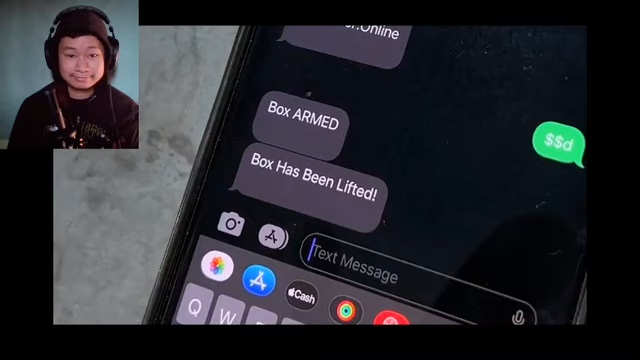 Online
Box ARMED
$$d
Box Has Been Lifted!
Text Message
Cash
Q
W